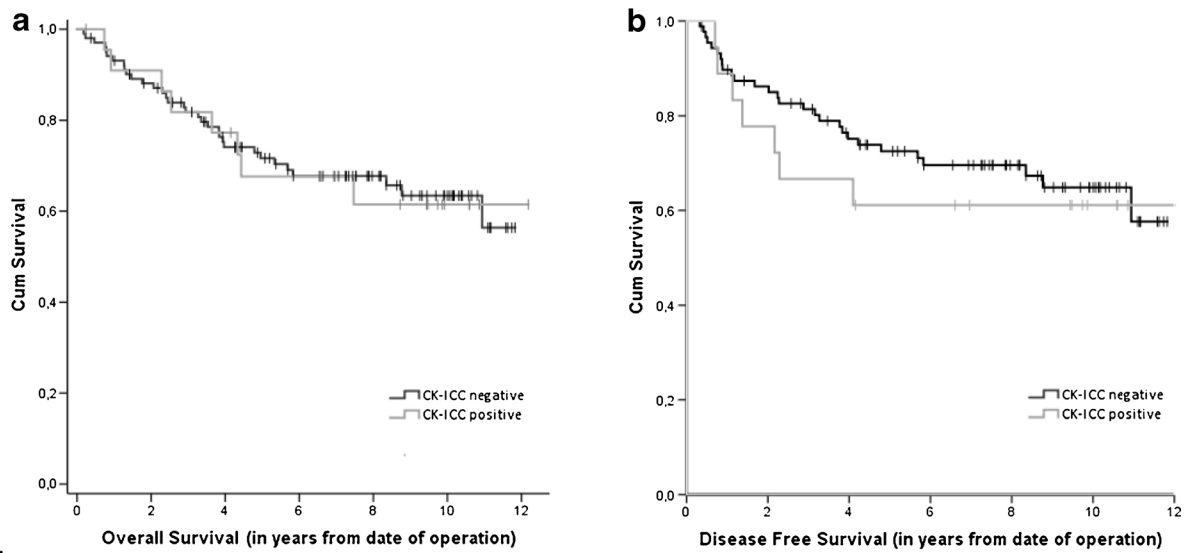 a
Cum Survival
1,0
0,8
0,6
0,4
0,2
0,0
0 2 4 6 8 10 12
Overall Survival (in years from date of operation)
CK-ICC negative
CK-ICC positive
b
Cum Survival
1,0
0,8
0,6
0,4
0,2
0,0
0 2 4 6 8 10 12
Disease Free Survival (in years from date of operation)
CK-ICC negative
CK-ICC positive